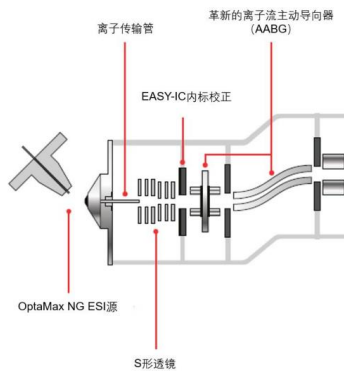 离子传输管
革新的离子流主动导向器
（AABG）
EASY-IC内标校正
OptaMax NG ESI源
S形透镜